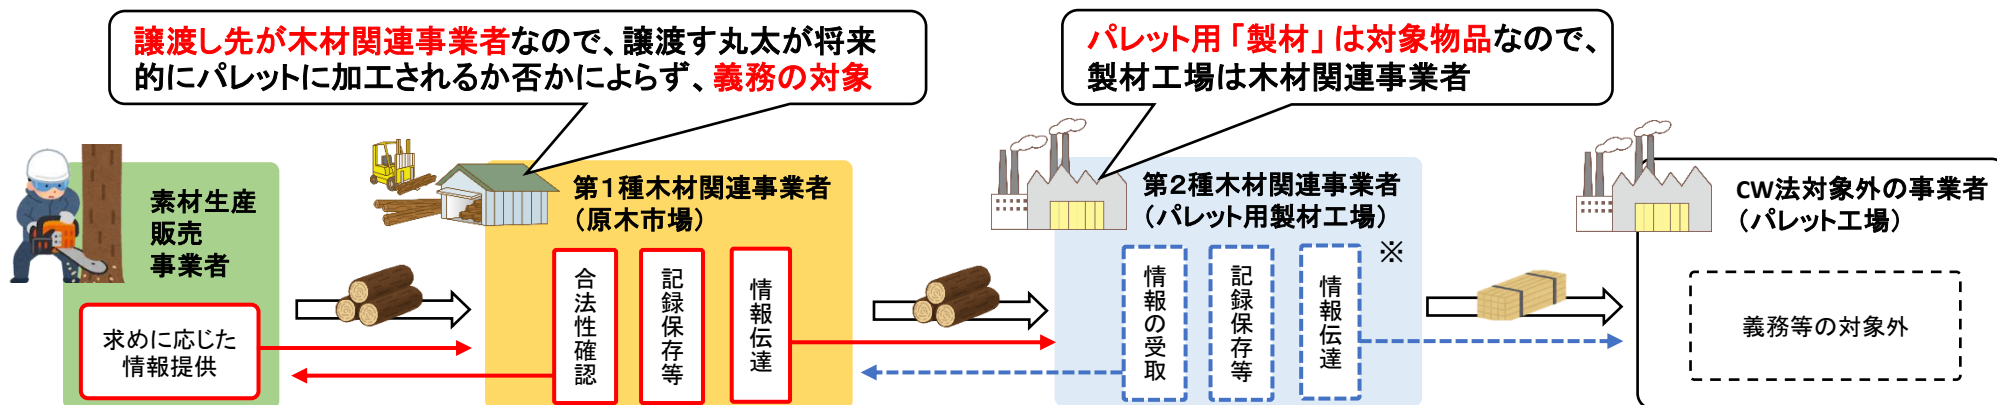 譲渡し先が木材関連事業者なので、譲渡す丸太が将来
的にパレットに加工されるか否かによらず、義務の対象
パレット用「製材」は対象物品なので、
製材工場は木材関連事業者
素材生産
販売
事業者
求めに応じた
情報提供
第１種木材関連事業者
（原木市場）
合法性確認
記録保存等
情報伝達
第２種木材関連事業者
（パレット用製材工場）
※
情報の受取
記録保存等
情報伝達
CW法対象外の事業者
（パレット工場）
義務等の対象外